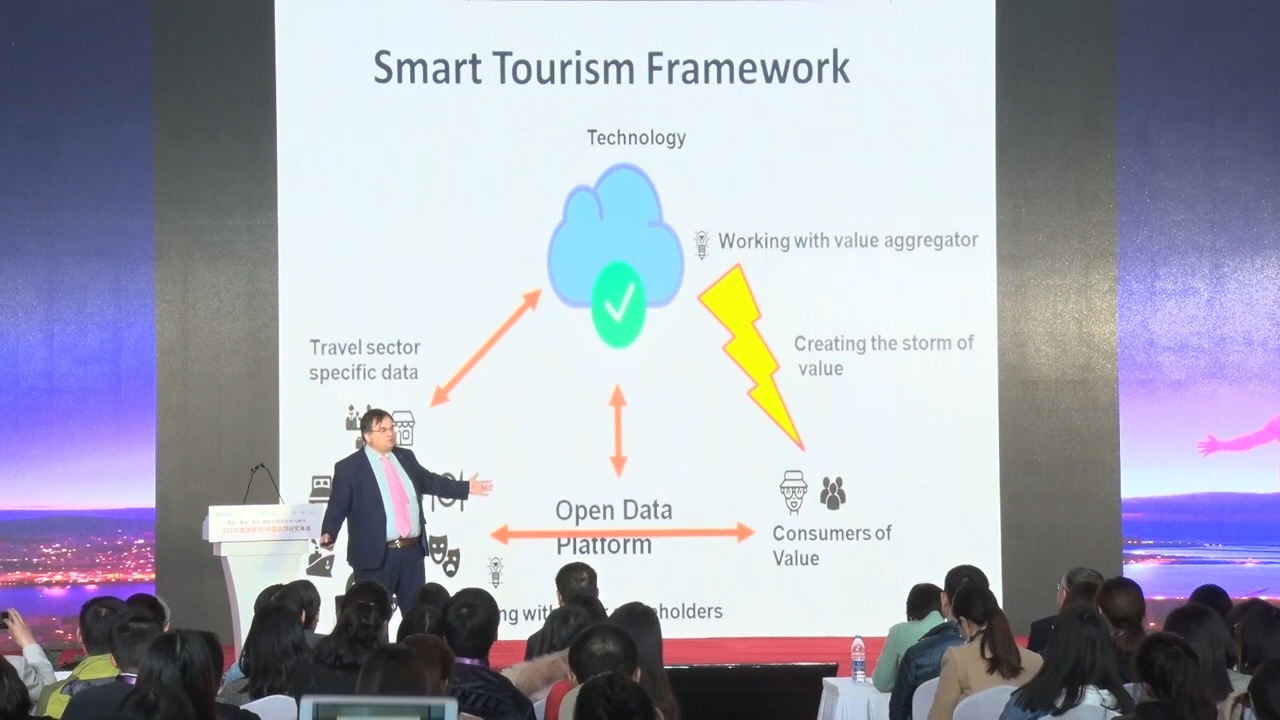 Smart Tourism Framework
Technology
Working with value aggregator
Creating the storm of
value
Travel sector
specific data
Open Data
Platform
Consumers of
Value